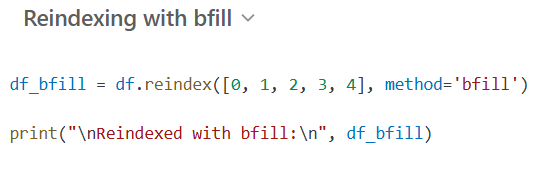 Reindexing with bfill
df_bfill = df.reindex([0, 1, 2, 3, 4], method='bfill')
print("\nReindexed with bfill:\n", df_bfill)